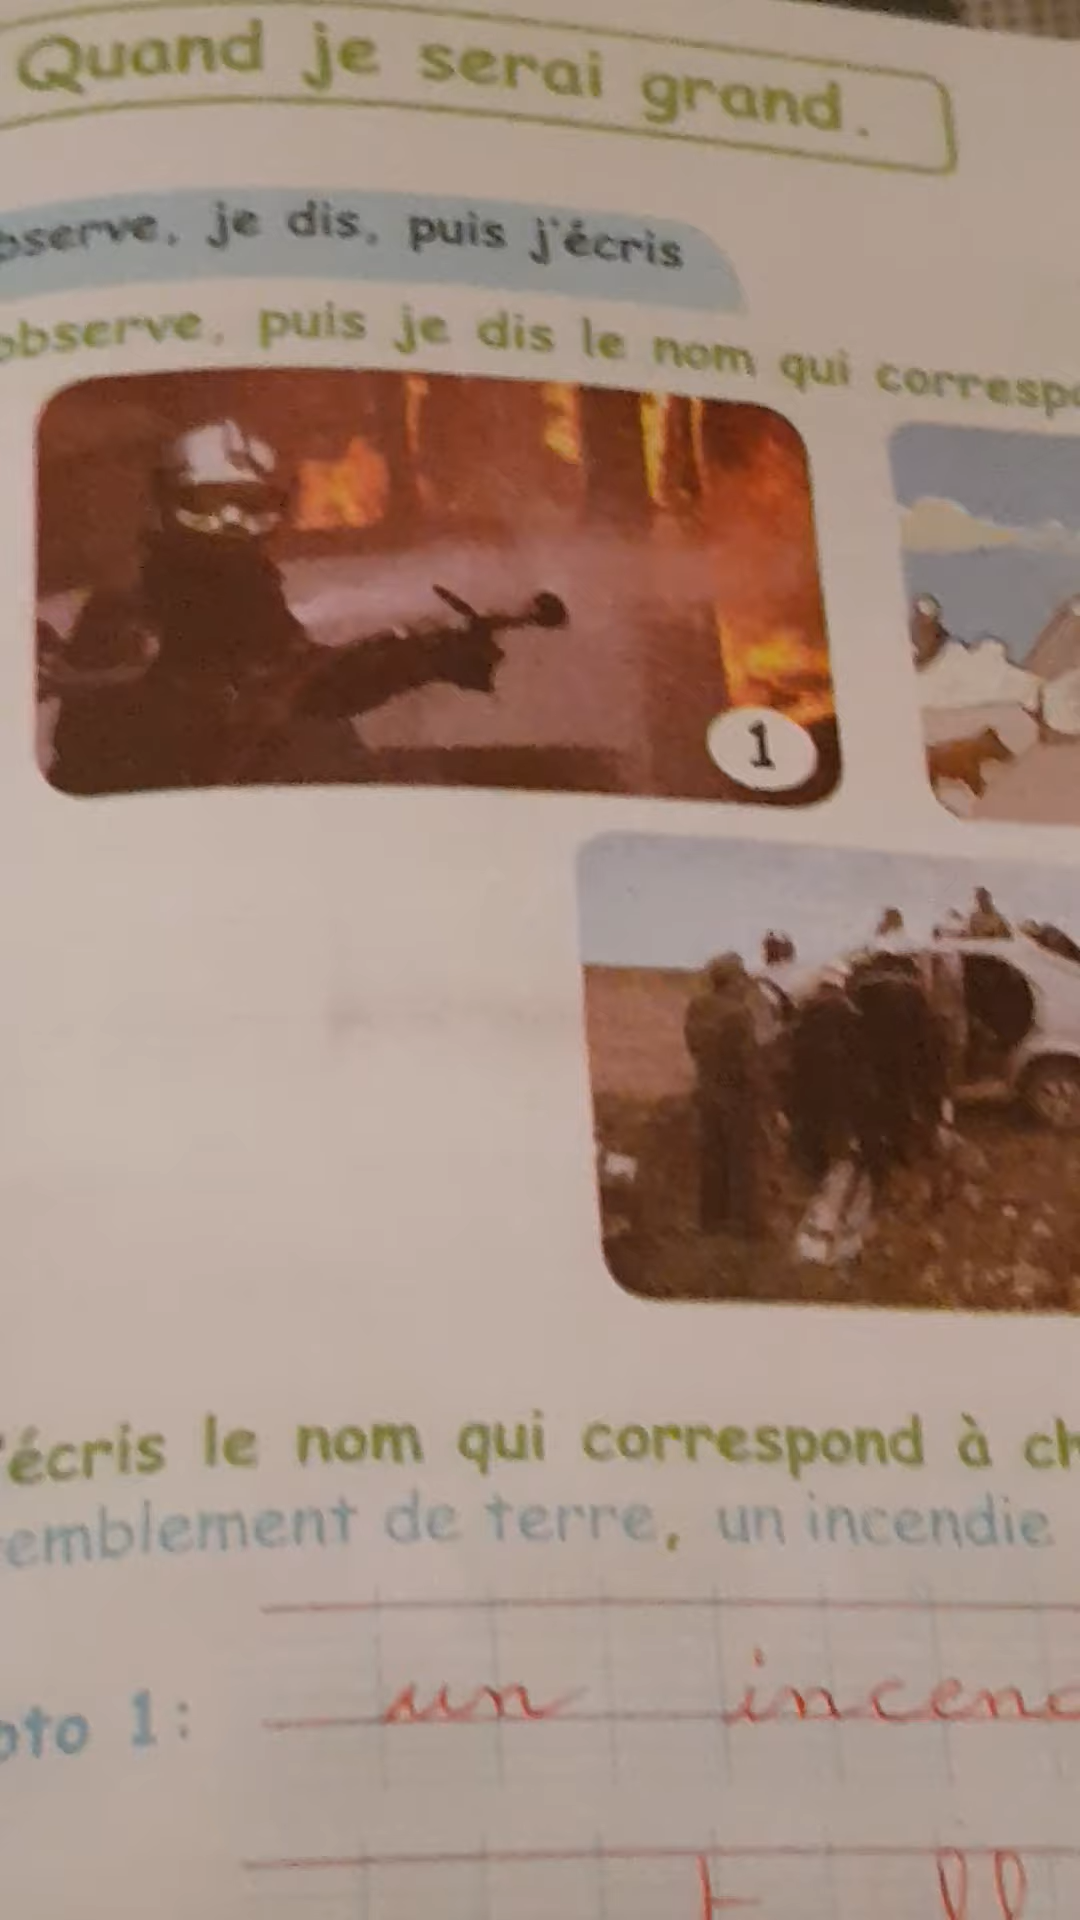 Quand je serai grand.
bserve, je dis, puis j'écris
observe, puis je dis le nom qui corresp
1
'écris le nom qui correspond à ch
emblement de terre, un incendie
oto 1:
un incend